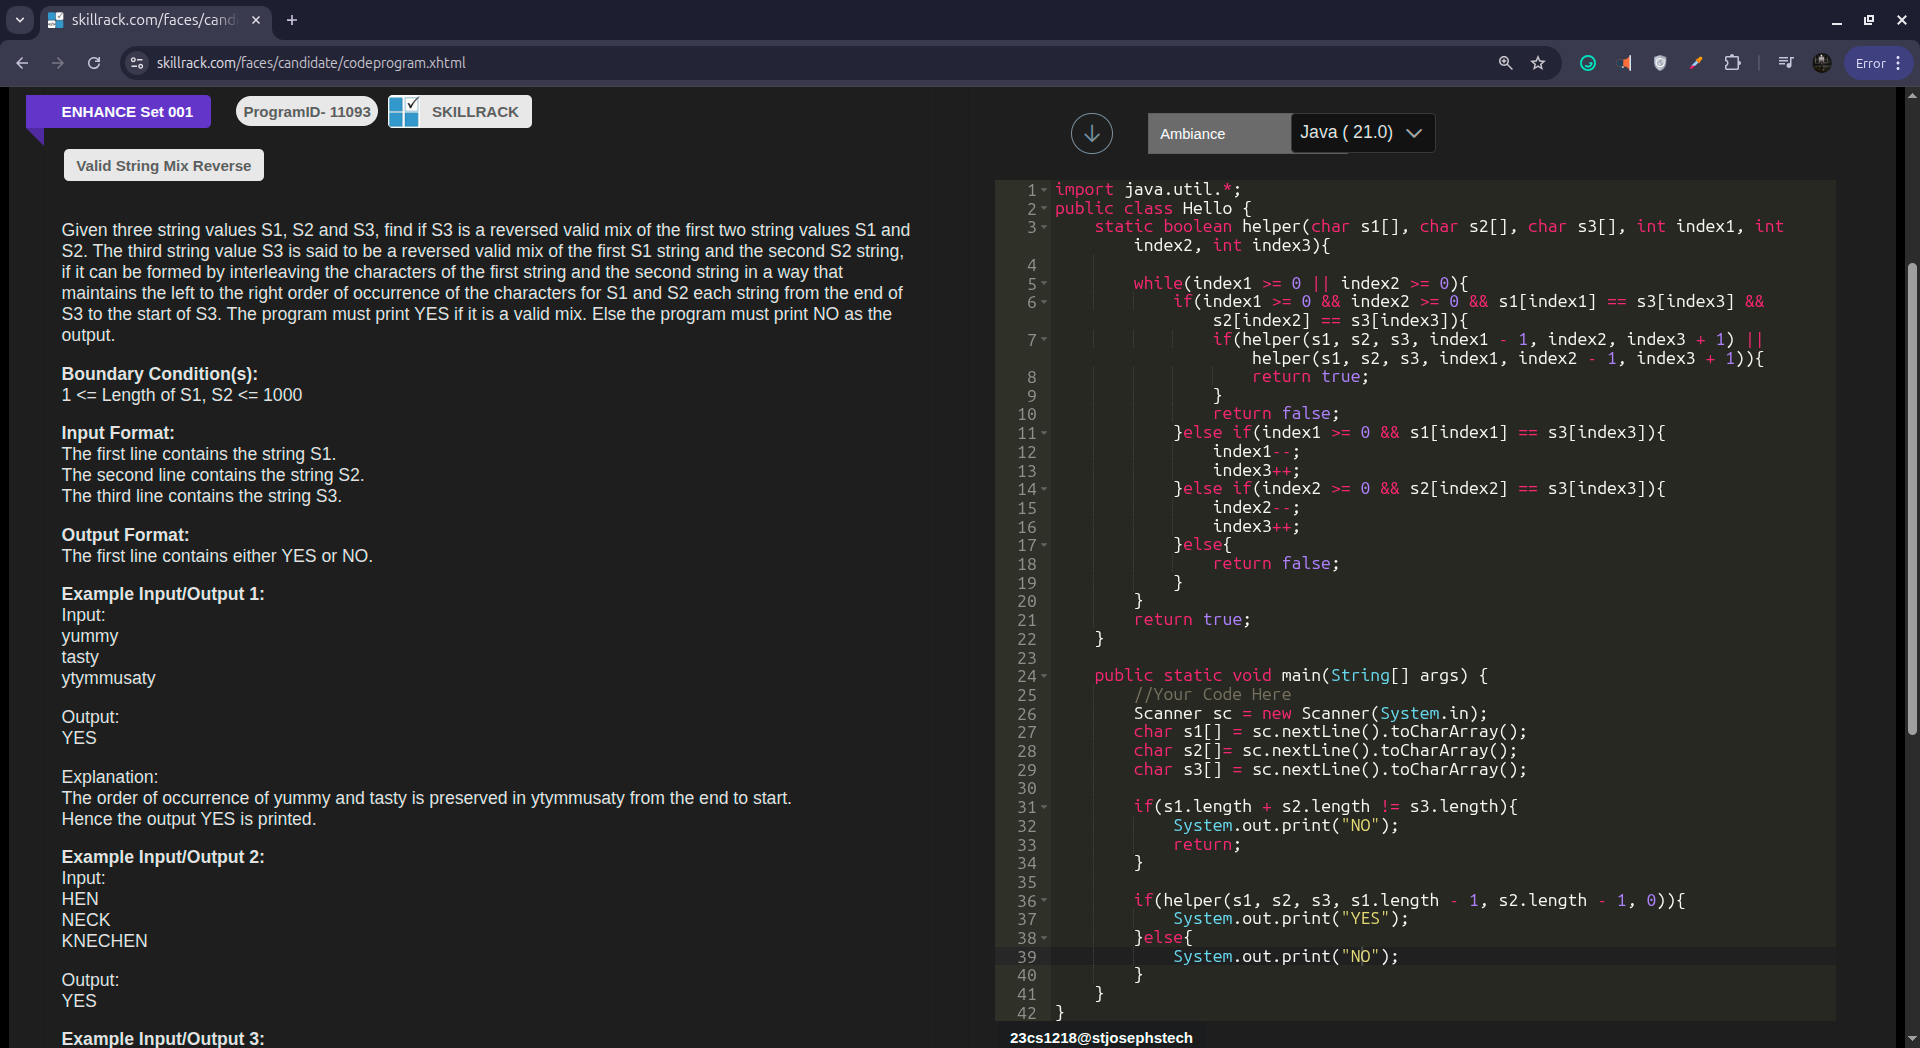 skillrack.com/faces/candi
skillrack.com/faces/candidate/codeprogram.xhtml
Error
ENHANCE Set 001
ProgramID- 11093
SKILLRACK
Valid String Mix Reverse
Given three string values S1, S2 and S3, find if S3 is a reversed valid mix of the first two string values S1 and
S2. The third string value S3 is said to be a reversed valid mix of the first S1 string and the second S2 string,
if it can be formed by interleaving the characters of the first string and the second string in a way that
maintains the left to the right order of occurrence of the characters for S1 and S2 each string from the end of
S3 to the start of S3. The program must print YES if it is a valid mix. Else the program must print NO as the
output.
Boundary Condition(s):
1 <= Length of S1, S2 <= 1000
Input Format:
The first line contains the string S1.
The second line contains the string S2.
The third line contains the string S3.
Output Format:
The first line contains either YES or NO.
Example Input/Output 1:
Input:
yummy
tasty
ytymmusaty
Output:
YES
Explanation:
The order of occurrence of yummy and tasty is preserved in ytymmusaty from the end to start.
Hence the output YES is printed.
Example Input/Output 2:
Input:
HEN
NECK
KNECHEN
Output:
YES
Example Input/Output 3:
Ambiance
Java ( 21.0)
1 import java.util.*;
2 public class Hello {
3 static boolean helper(char s1[], char s2[], char s3[], int index1, int
index2, int index3){
4
5 while(index1 >= 0 || index2 >= 0){
6 if(index1 >= 0 && index2 >= 0 && s1[index1] == s3[index3] &&
s2[index2] == s3[index3]){
7 if(helper(s1, s2, s3, index1 - 1, index2, index3 + 1) ||
helper(s1, s2, s3, index1, index2 - 1, index3 + 1)){
8 return true;
9 }
10 return false;
11 }else if(index1 >= 0 && s1[index1] == s3[index3]){
12 index1--;
13 index3++;
14 }else if(index2 >= 0 && s2[index2] == s3[index3]){
15 index2--;
16 index3++;
17 }else{
18 return false;
19 }
20 }
21 return true;
22 }
23
24 public static void main(String[] args) {
25 //Your Code Here
26 Scanner sc = new Scanner(System.in);
27 char s1[] = sc.nextLine().toCharArray();
28 char s2[]= sc.nextLine().toCharArray();
29 char s3[] = sc.nextLine().toCharArray();
30
31 if(s1.length + s2.length != s3.length){
32 System.out.print("NO");
33 return;
34 }
35
36 if(helper(s1, s2, s3, s1.length - 1, s2.length - 1, 0)){
37 System.out.print("YES");
38 }else{
39 System.out.print("NO");
40 }
41 }
42 }
23cs1218@stjosephstech